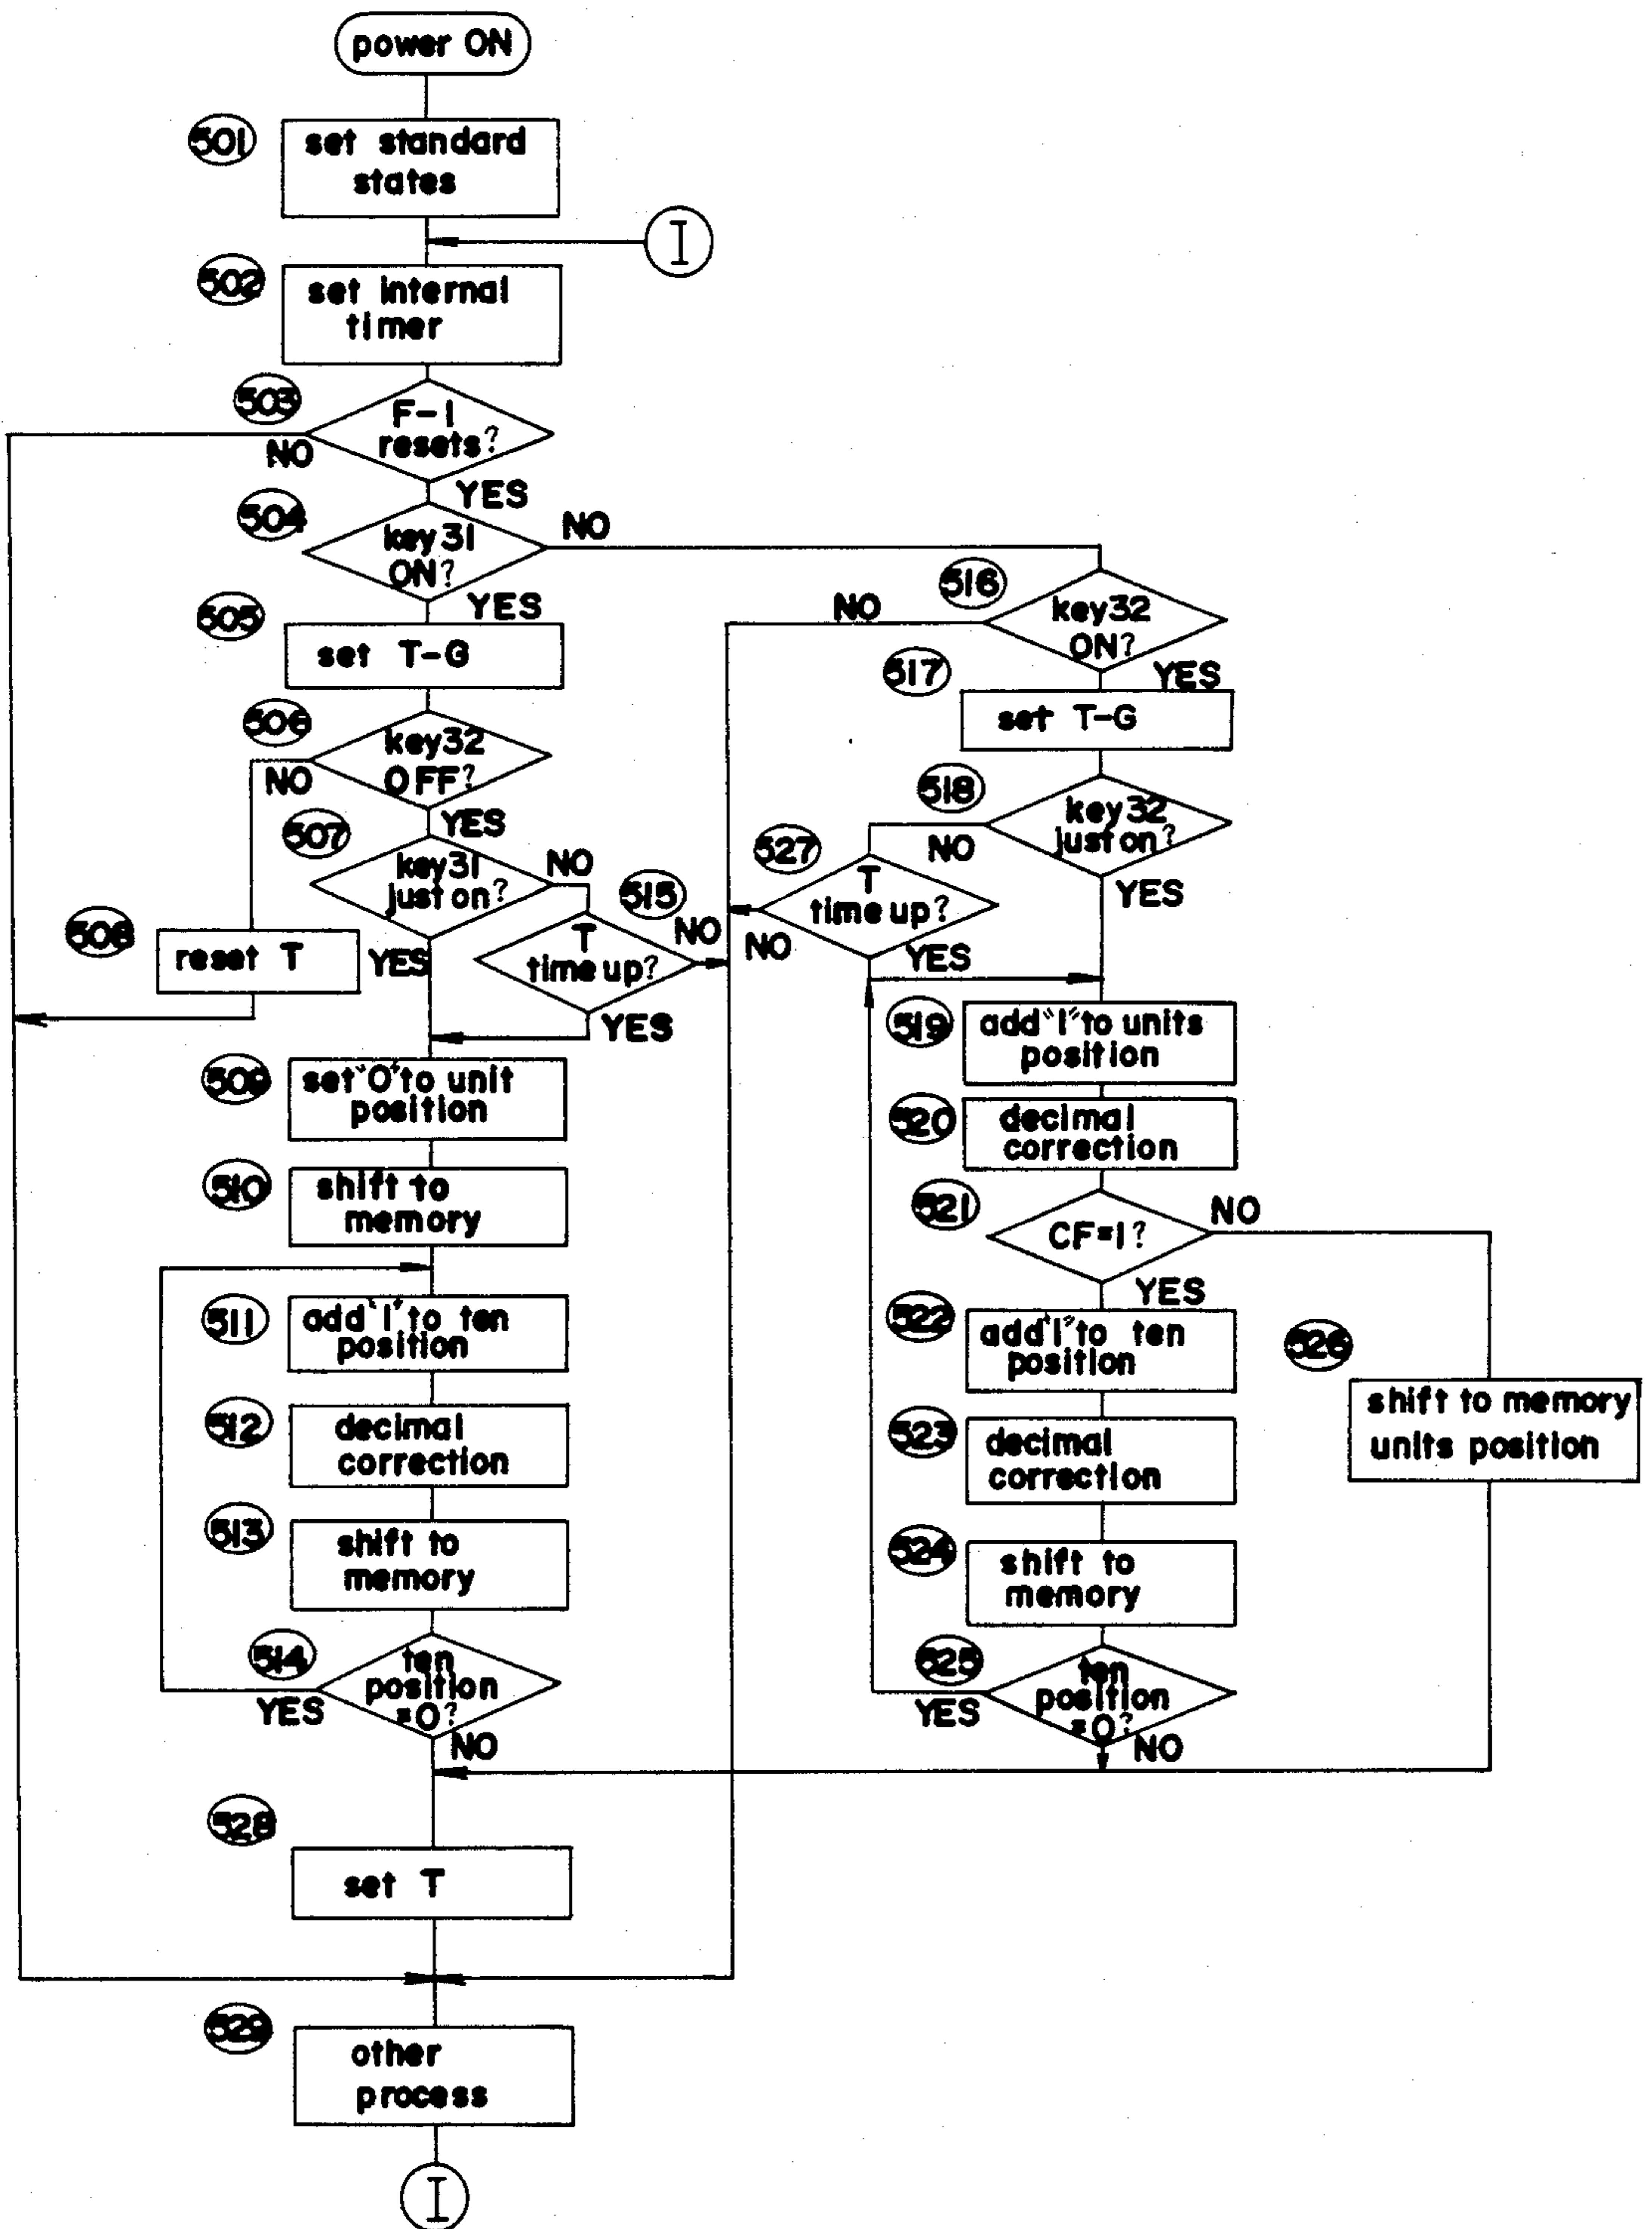 power ON
501
set standard
states
I
502
set internal
timer
503
F-1
resets?
NO
YES
504
key31
ON?
NO
YES
505
set T-G
506
key32
OFF?
NO
YES
507
key31
just on?
NO
YES
508
reset T
515
T
time up?
NO
YES
509
set "0" to unit
position
510
shift to
memory
511
add "1" to ten
position
512
decimal
correction
513
shift to
memory
514
ten
position
=0?
YES
NO
516
key32
ON?
NO
YES
517
set T-G
518
key32
just on?
NO
YES
527
T
time up?
NO
YES
519
add "1" to units
position
520
decimal
correction
521
CF=1?
NO
YES
522
add "1" to ten
position
523
decimal
correction
524
shift to
memory
525
ten
position
=0?
YES
NO
526
shift to memory
units position
528
set T
529
other
process
I